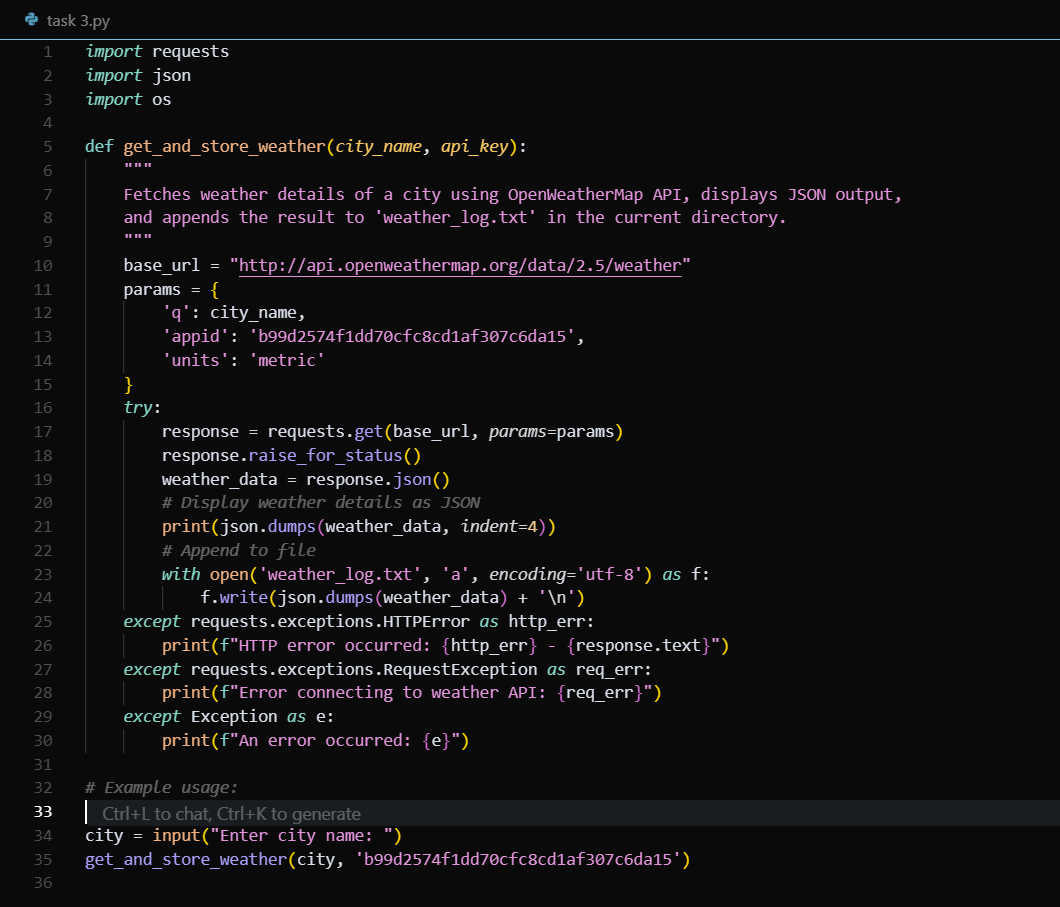 task 3.py
1 import requests
2 import json
3 import os
4
5 def get_and_store_weather(city_name, api_key):
6     """
7     Fetches weather details of a city using OpenWeatherMap API, displays JSON output,
8     and appends the result to 'weather_log.txt' in the current directory.
9     """
10     base_url = "http://api.openweathermap.org/data/2.5/weather"
11     params = {
12         'q': city_name,
13         'appid': 'b99d2574f1dd70cfc8cd1af307c6da15',
14         'units': 'metric'
15     }
16     try:
17         response = requests.get(base_url, params=params)
18         response.raise_for_status()
19         weather_data = response.json()
20         # Display weather details as JSON
21         print(json.dumps(weather_data, indent=4))
22         # Append to file
23         with open('weather_log.txt', 'a', encoding='utf-8') as f:
24             f.write(json.dumps(weather_data) + '\n')
25     except requests.exceptions.HTTPError as http_err:
26         print(f"HTTP error occurred: {http_err} - {response.text}")
27     except requests.exceptions.RequestException as req_err:
28         print(f"Error connecting to weather API: {req_err}")
29     except Exception as e:
30         print(f"An error occurred: {e}")
31
32 # Example usage:
33 Ctrl+L to chat, Ctrl+K to generate
34 city = input("Enter city name: ")
35 get_and_store_weather(city, 'b99d2574f1dd70cfc8cd1af307c6da15')
36